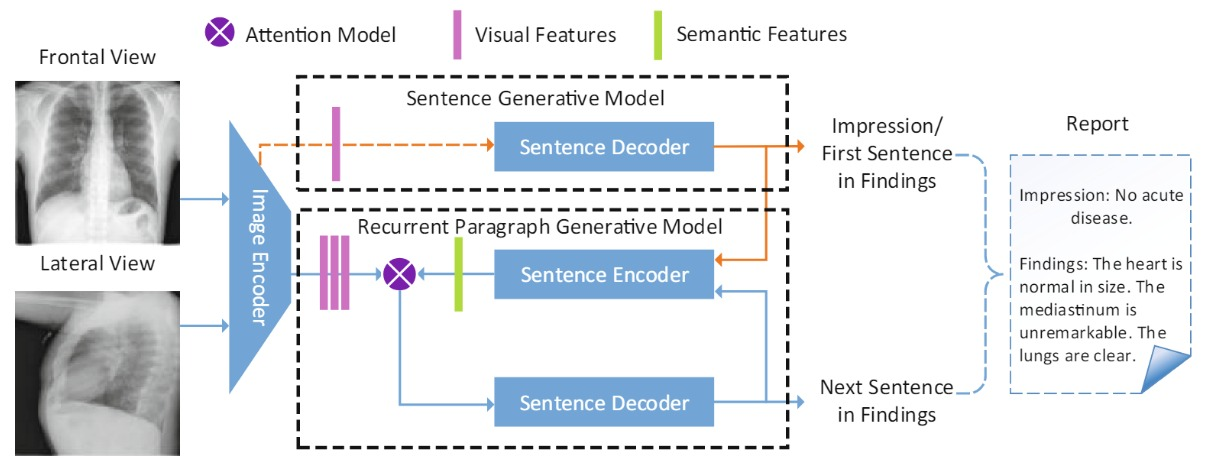 Attention Model
Visual Features
Semantic Features
Frontal View
Lateral View
Image Encoder
Sentence Generative Model
Sentence Decoder
Recurrent Paragraph Generative Model
Sentence Encoder
Sentence Decoder
Impression/
First Sentence
in Findings
Next Sentence
in Findings
Report
Impression: No acute
disease.
Findings: The heart is
normal in size. The
mediastinum is
unremarkable. The
lungs are clear.